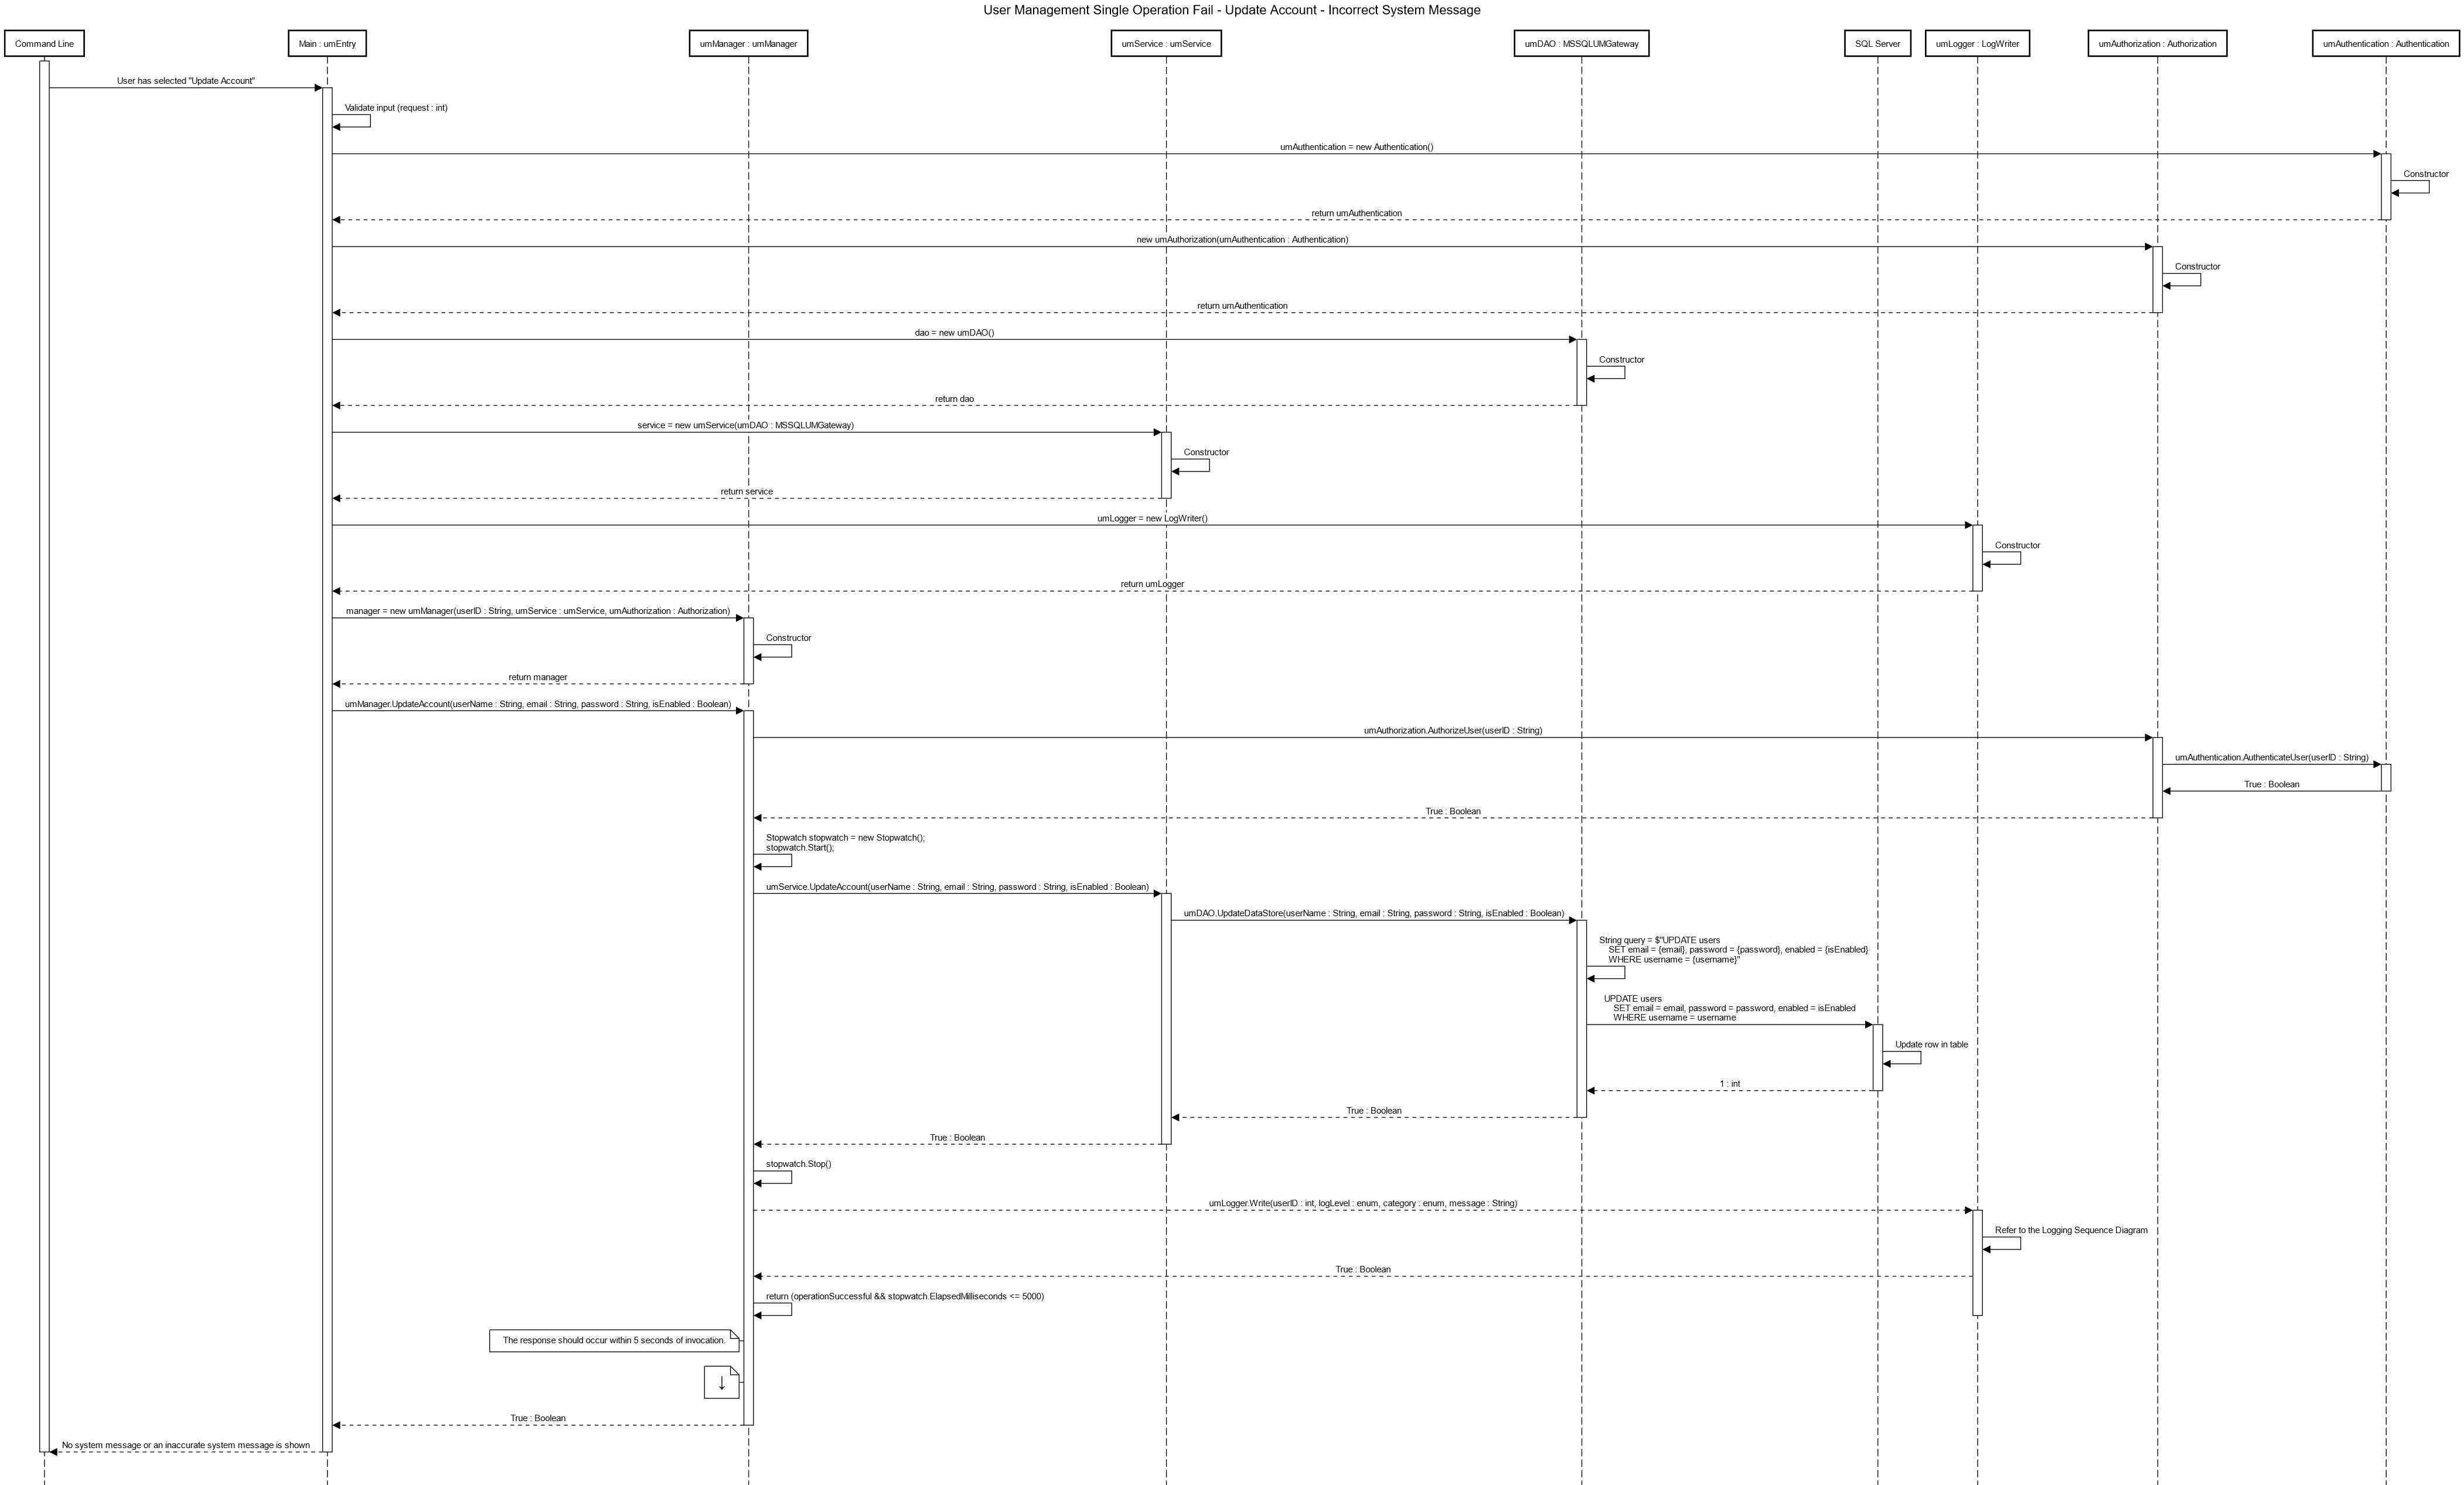 User Management Single Operation Fail - Update Account - Incorrect System Message
Command Line
Main : umEntry
umManager : umManager
umService : umService
umDAO : MSSQLUMGateway
SQL Server
umLogger : LogWriter
umAuthorization : Authorization
umAuthentication : Authentication
User has selected "Update Account"
Validate input (request : int)
umAuthentication = new Authentication()
Constructor
return umAuthentication
new umAuthorization(umAuthentication : Authentication)
Constructor
return umAuthentication
dao = new umDAO()
Constructor
return dao
service = new umService(umDAO : MSSQLUMGateway)
Constructor
return service
umLogger = new LogWriter()
Constructor
return umLogger
manager = new umManager(userID : String, umService : umService, umAuthorization : Authorization)
Constructor
return manager
umManager.UpdateAccount(userName : String, email : String, password : String, isEnabled : Boolean)
umAuthorization.AuthorizeUser(userID : String)
umAuthentication.AuthenticateUser(userID : String)
True : Boolean
True : Boolean
Stopwatch stopwatch = new Stopwatch();
stopwatch.Start();
umService.UpdateAccount(userName : String, email : String, password : String, isEnabled : Boolean)
umDAO.UpdateDataStore(userName : String, email : String, password : String, isEnabled : Boolean)
String query = $"UPDATE users
SET email = {email}, password = {password}, enabled = {isEnabled}
WHERE username = {username}"
UPDATE users
SET email = email, password = password, enabled = isEnabled
WHERE username = username
Update row in table
1 : int
True : Boolean
True : Boolean
stopwatch.Stop()
umLogger.Write(userID : int, logLevel : enum, category : enum, message : String)
Refer to the Logging Sequence Diagram
True : Boolean
return (operationSuccessful && stopwatch.ElapsedMilliseconds <= 5000)
The response should occur within 5 seconds of invocation.
↓
True : Boolean
No system message or an inaccurate system message is shown